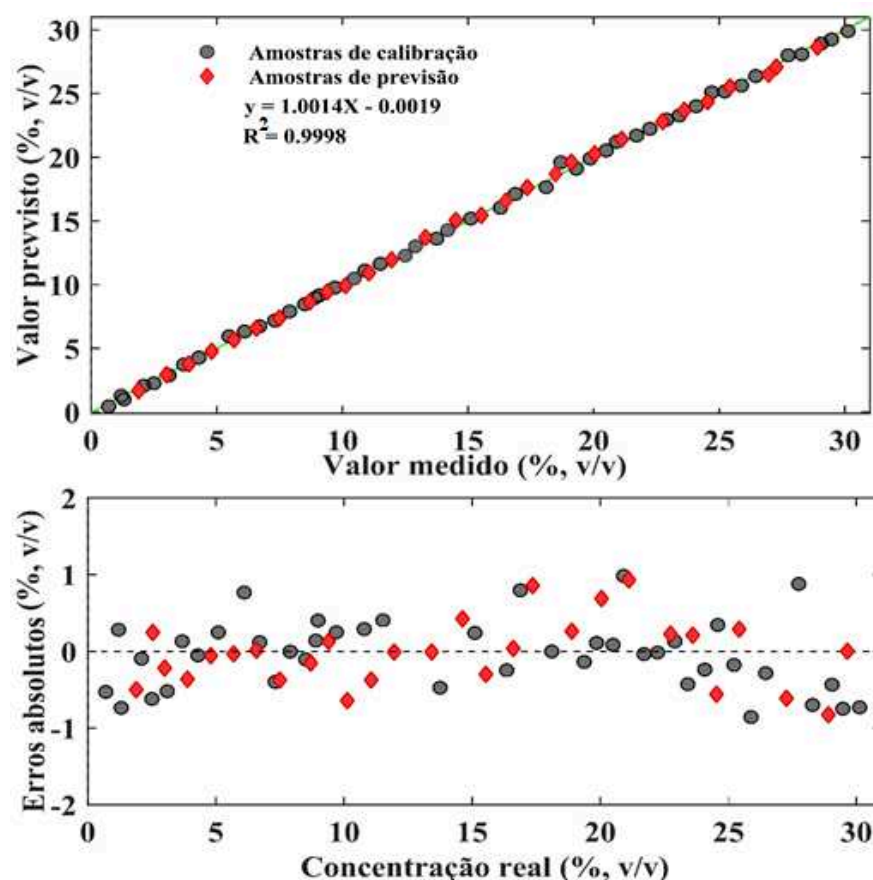 30
25
20
15
10
5
0
Valor prevvisto (%, v/v)
Amostras de calibração
Amostras de previsão
y = 1.0014X - 0.0019
R²= 0.9998
0 5 10 15 20 25 30
Valor medido (%, v/v)
2
1
0
-1
-2
Erros absolutos (%, v/v)
0 5 10 15 20 25 30
Concentração real (%, v/v)